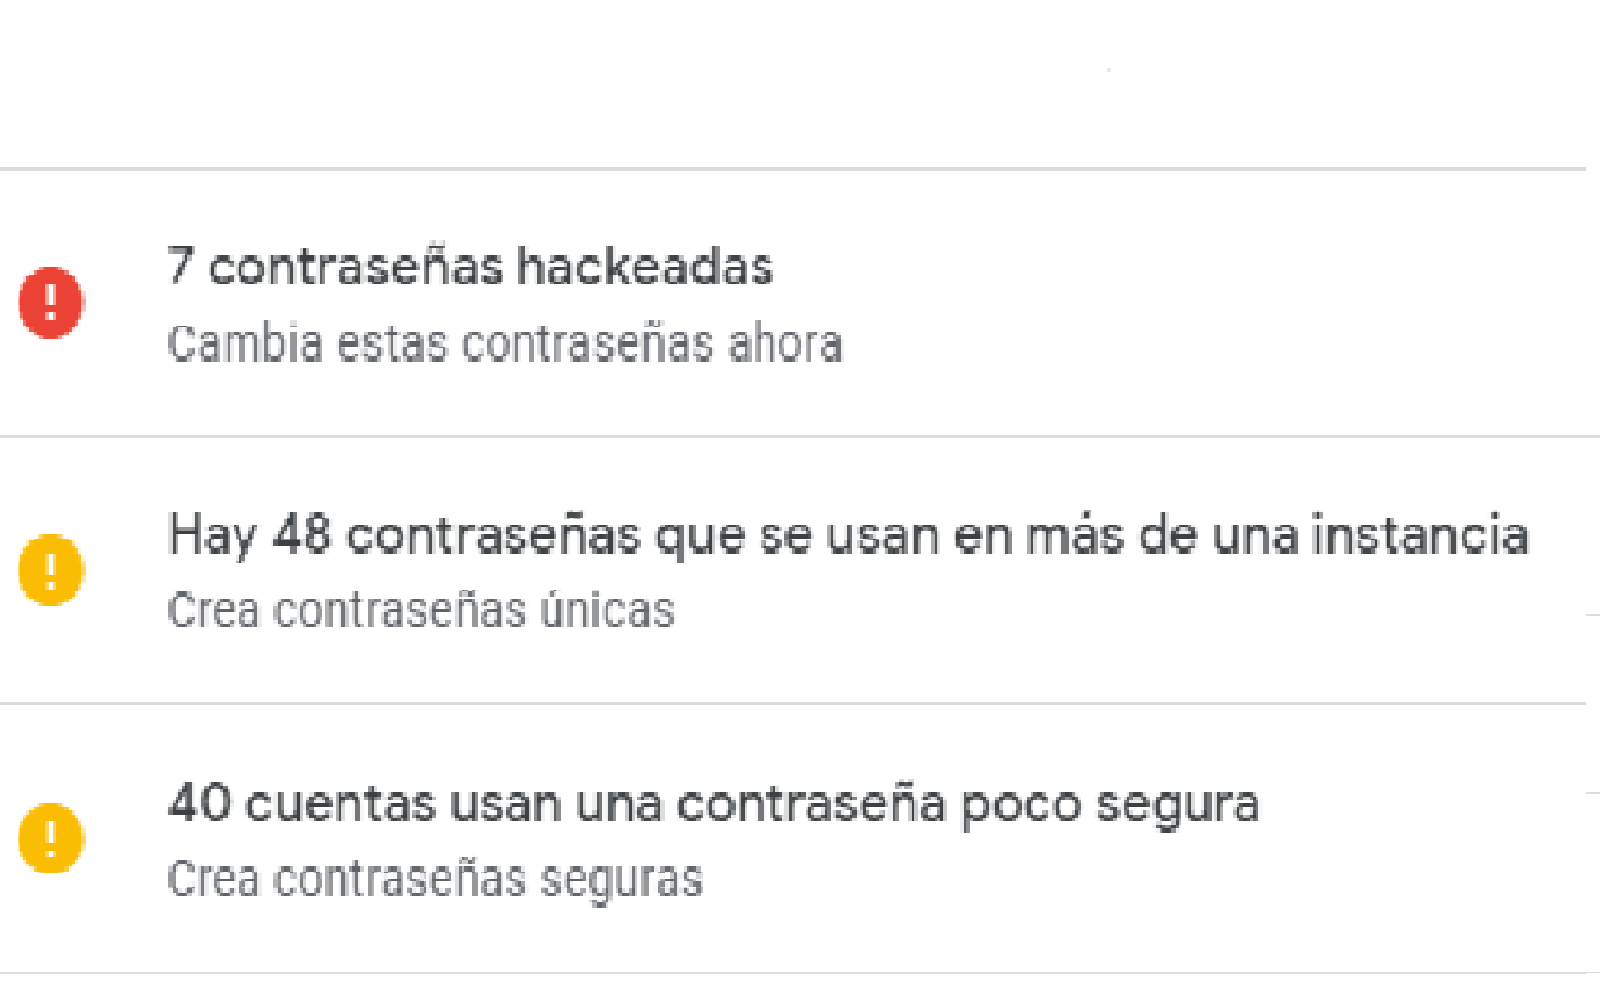 7 contraseñas hackeadas
Cambia estas contraseñas ahora
Hay 48 contraseñas que se usan en más de una instancia
Crea contraseñas únicas
40 cuentas usan una contraseña poco segura
Crea contraseñas seguras